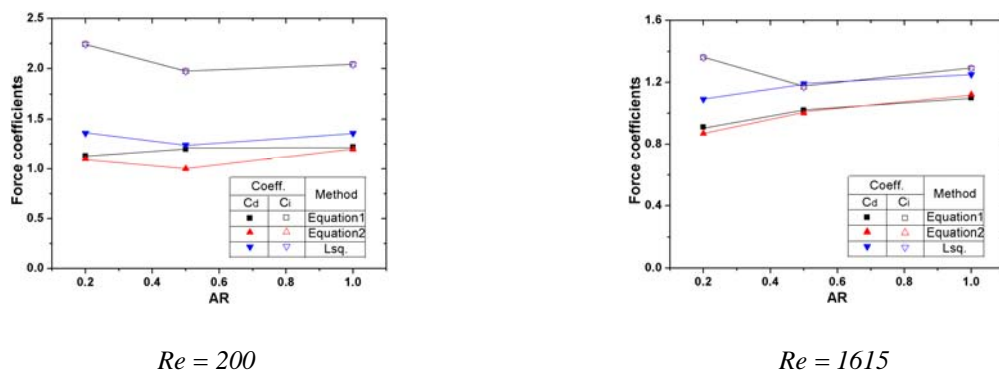 2.5
2.0
1.5
1.0
0.5
0.0
Force coefficients
0.2 0.4 0.6 0.8 1.0
AR
Coeff. Method
Cd Ci
Equation1
Equation2
Lsq.
Re = 200
1.6
1.2
0.8
0.4
0.0
Force coefficients
0.2 0.4 0.6 0.8 1.0
AR
Coeff. Method
Cd Ci
Equation1
Equation2
Lsq.
Re = 1615